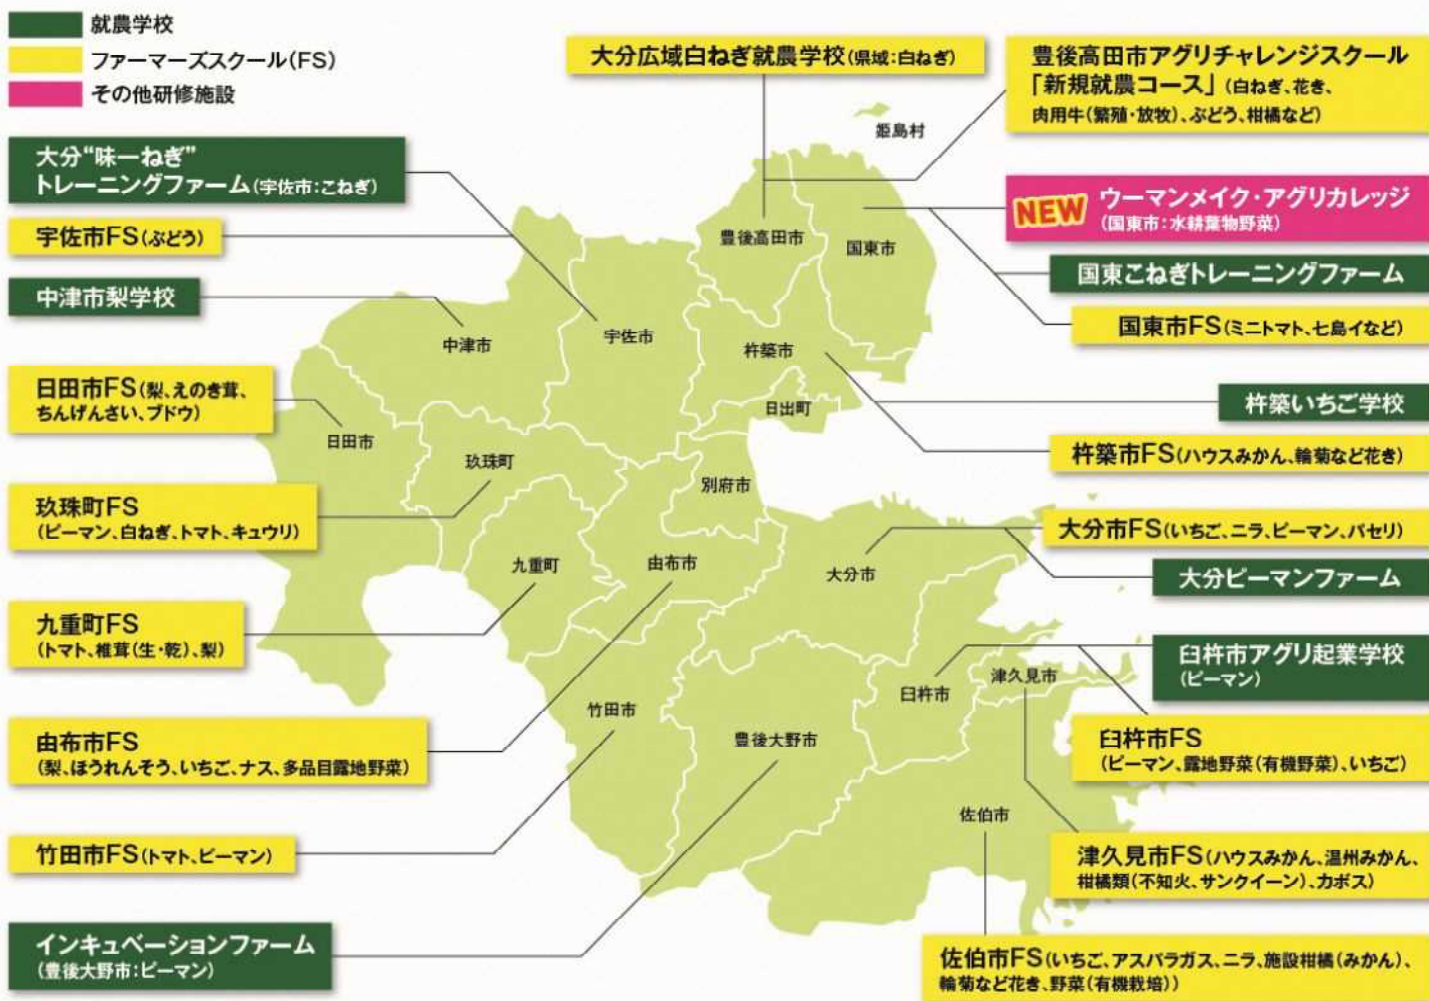 就農学校
ファーマーズスクール(FS)
その他研修施設
大分広域白ねぎ就農学校(県域:白ねぎ)
豊後高田市アグリチャレンジスクール
「新規就農コース」(白ねぎ、花き、
肉用牛(繁殖・放牧)、ぶどう、柑橘など)
大分“味一ねぎ”
トレーニングファーム(宇佐市:こねぎ)
宇佐市FS(ぶどう)
中津市梨学校
日田市FS(梨、えのき茸、
ちんげんさい、ブドウ)
玖珠町FS
(ピーマン、白ねぎ、トマト、キュウリ)
九重町FS
(トマト、椎茸(生・乾)、梨)
由布市FS
(梨、ほうれんそう、いちご、ナス、多品目露地野菜)
竹田市FS(トマト、ピーマン)
インキュベーションファーム
(豊後大野市:ピーマン)
姫島村
豊後高田市
国東市
中津市
宇佐市
杵築市
日出町
日田市
玖珠町
別府市
九重町
由布市
大分市
竹田市
豊後大野市
臼杵市
津久見市
佐伯市
NEW ウーマンメイク・アグリカレッジ
(国東市:水耕葉物野菜)
国東こねぎトレーニングファーム
国東市FS(ミニトマト、七島イなど)
杵築いちご学校
杵築市FS(ハウスみかん、輪菊など花き)
大分市FS(いちご、ニラ、ピーマン、パセリ)
大分ピーマンファーム
臼杵市アグリ起業学校
(ピーマン)
臼杵市FS
(ピーマン、露地野菜(有機野菜)、いちご)
津久見市FS(ハウスみかん、温州みかん、
柑橘類(不知火、サンクイーン)、カボス)
佐伯市FS(いちご、アスパラガス、ニラ、施設柑橘(みかん)、
輪菊など花き、野菜(有機栽培))